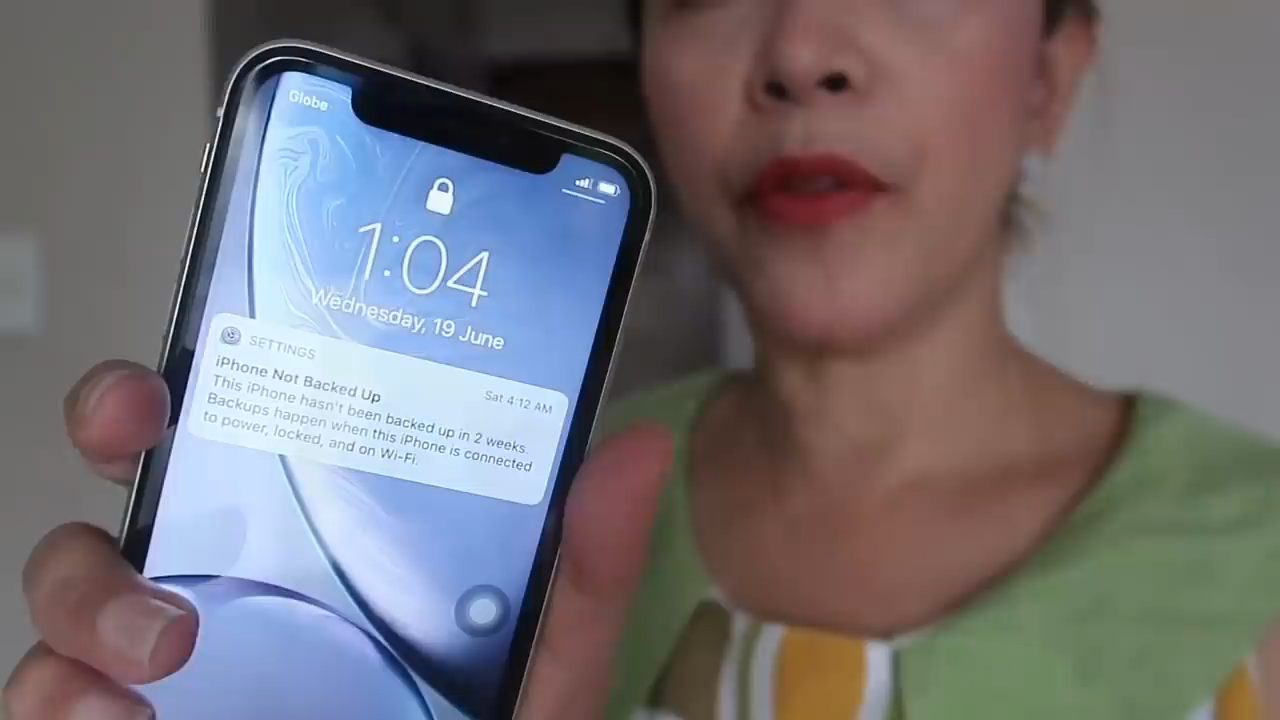 Globe
1:04
Wednesday, 19 June
SETTINGS
iPhone Not Backed Up
Sat 4:12 AM
This iPhone hasn't been backed up in 2 weeks.
Backups happen when this iPhone is connected
to power, locked, and on Wi-Fi.